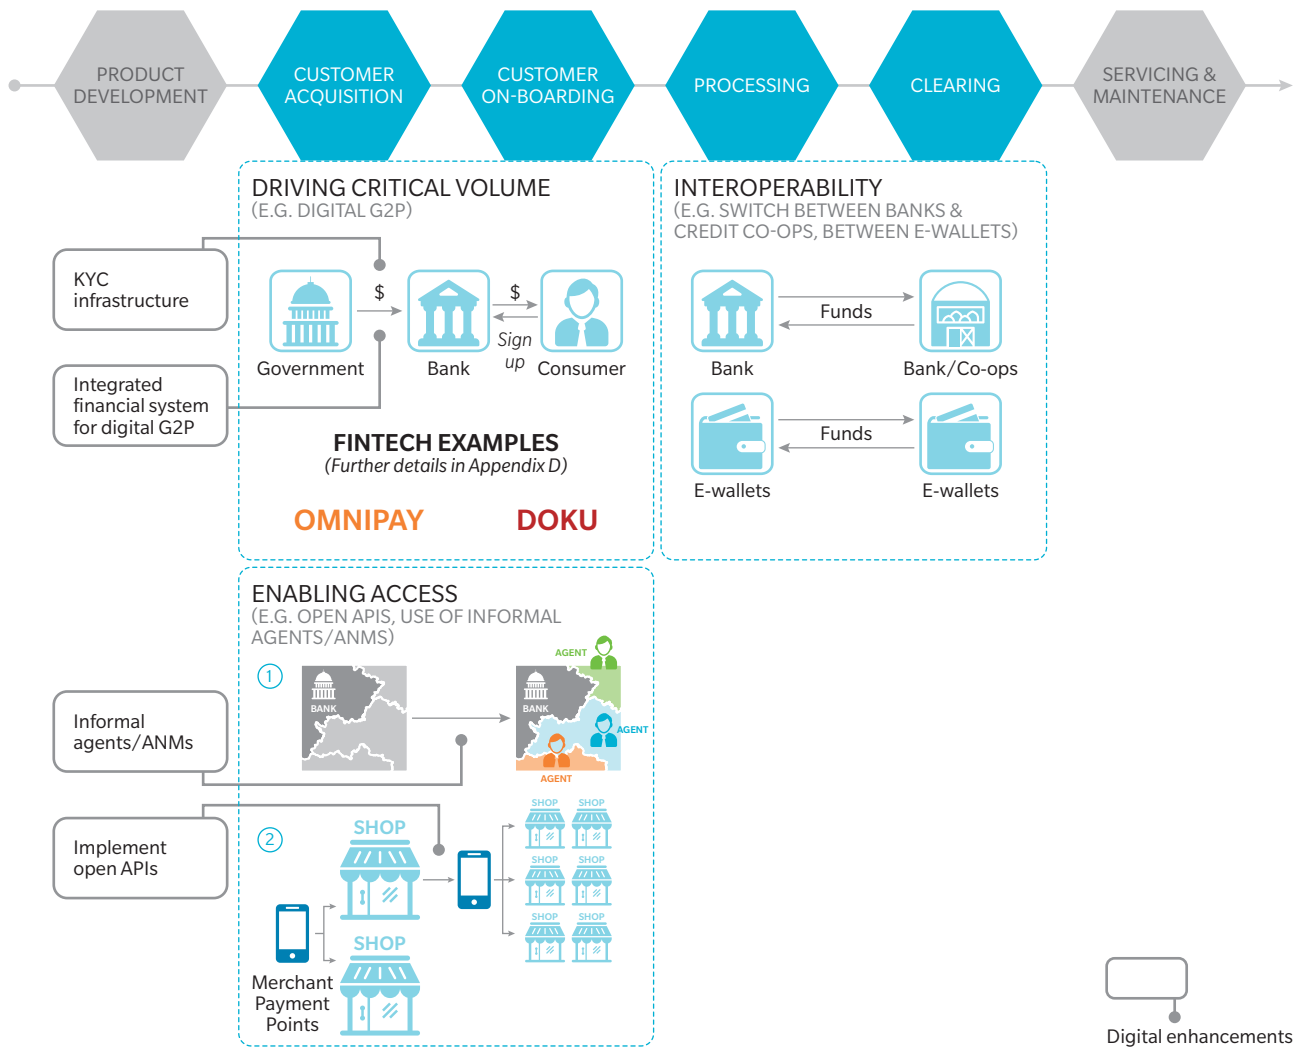 PRODUCT
DEVELOPMENT
CUSTOMER
ACQUISITION
CUSTOMER
ON-BOARDING
PROCESSING
CLEARING
SERVICING &
MAINTENANCE
DRIVING CRITICAL VOLUME
(E.G. DIGITAL G2P)
KYC
infrastructure
Integrated
financial system
for digital G2P
$
$
Sign
up
Government
Bank
Consumer
FINTECH EXAMPLES
(Further details in Appendix D)
OMNIPAY
DOKU
INTEROPERABILITY
(E.G. SWITCH BETWEEN BANKS &
CREDIT CO-OPS, BETWEEN E-WALLETS)
Funds
Bank
Bank/Co-ops
Funds
E-wallets
E-wallets
ENABLING ACCESS
(E.G. OPEN APIS, USE OF INFORMAL
AGENTS/ANMS)
Informal
agents/ANMs
1
BANK
AGENT
BANK
AGENT
AGENT
Implement
open APIs
2
SHOP
SHOP
Merchant
Payment
Points
SHOP
SHOP
SHOP
SHOP
SHOP
SHOP
Digital enhancements